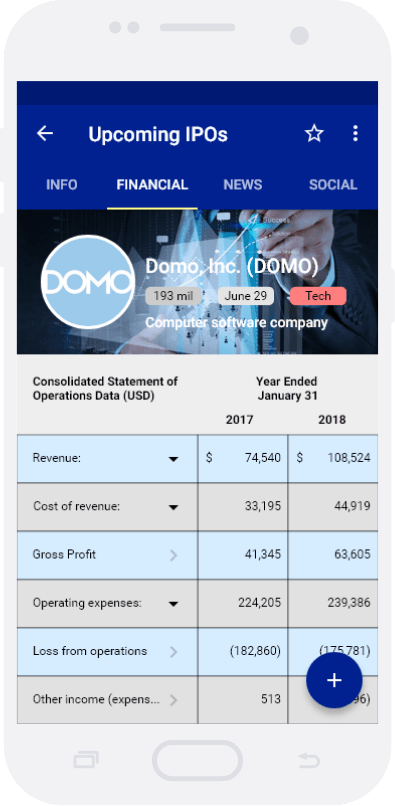 Upcoming IPOs
INFO FINANCIAL NEWS SOCIAL
Success
DOMO
Domo, Inc. (DOMO)
193 mil June 29 Tech
Computer software company
Consolidated Statement of
Operations Data (USD)
Year Ended
January 31
2017 2018
Revenue: $ 74,540 $ 108,524
Cost of revenue: 33,195 44,919
Gross Profit 41,345 63,605
Operating expenses: 224,205 239,386
Loss from operations (182,860) (175,781)
Other income (expens... 513